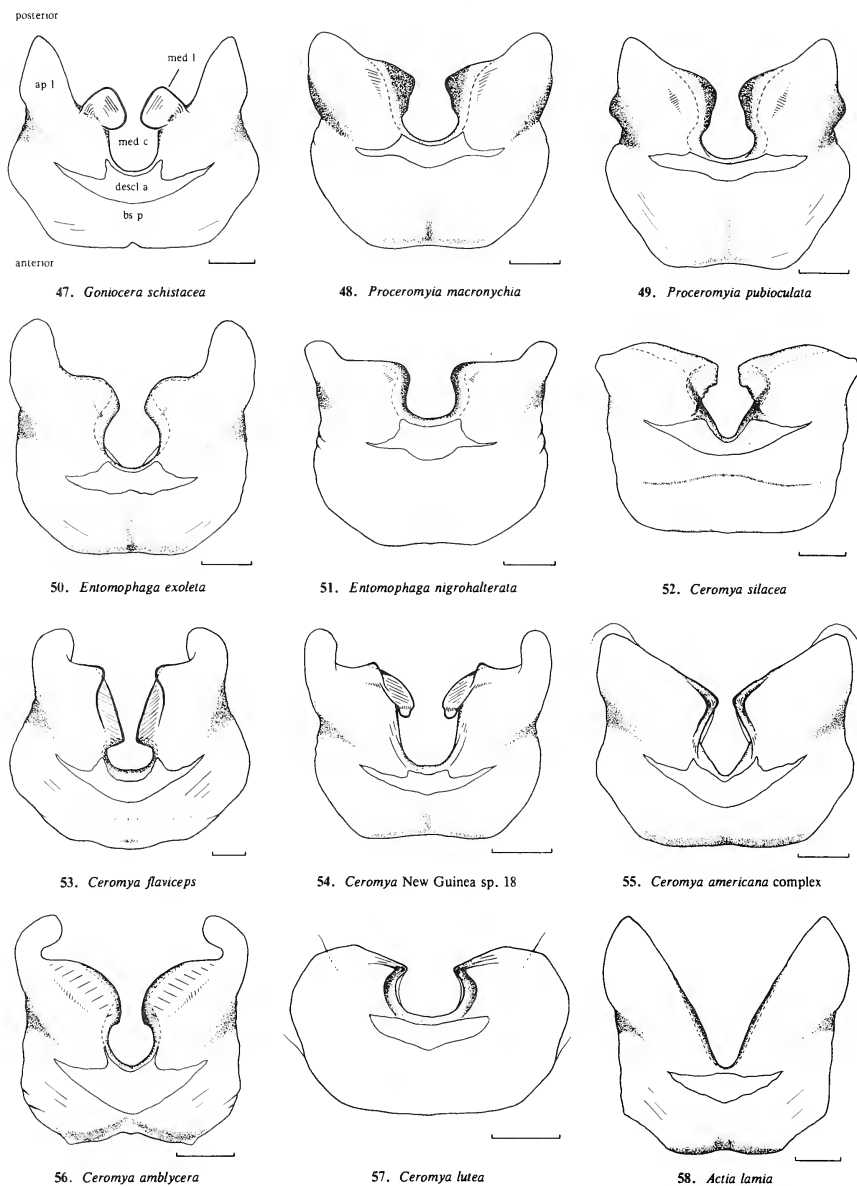 posterior
med l
ap l
med c
descl a
bs p
anterior
47. Goniocera schistacea
48. Proceromyia macronychia
49. Proceromyia pubioculata
50. Entomophaga exoleta
51. Entomophaga nigrohalterata
52. Ceromya silacea
53. Ceromya flaviceps
54. Ceromya New Guinea sp. 18
55. Ceromya americana complex
56. Ceromya amblycera
57. Ceromya lutea
58. Actia lamia